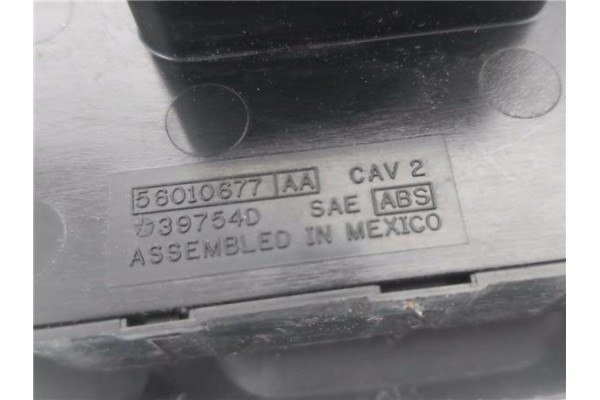 56010677 AA CAV 2
39754D SAE ABS
ASSEMBLED IN MEXICO